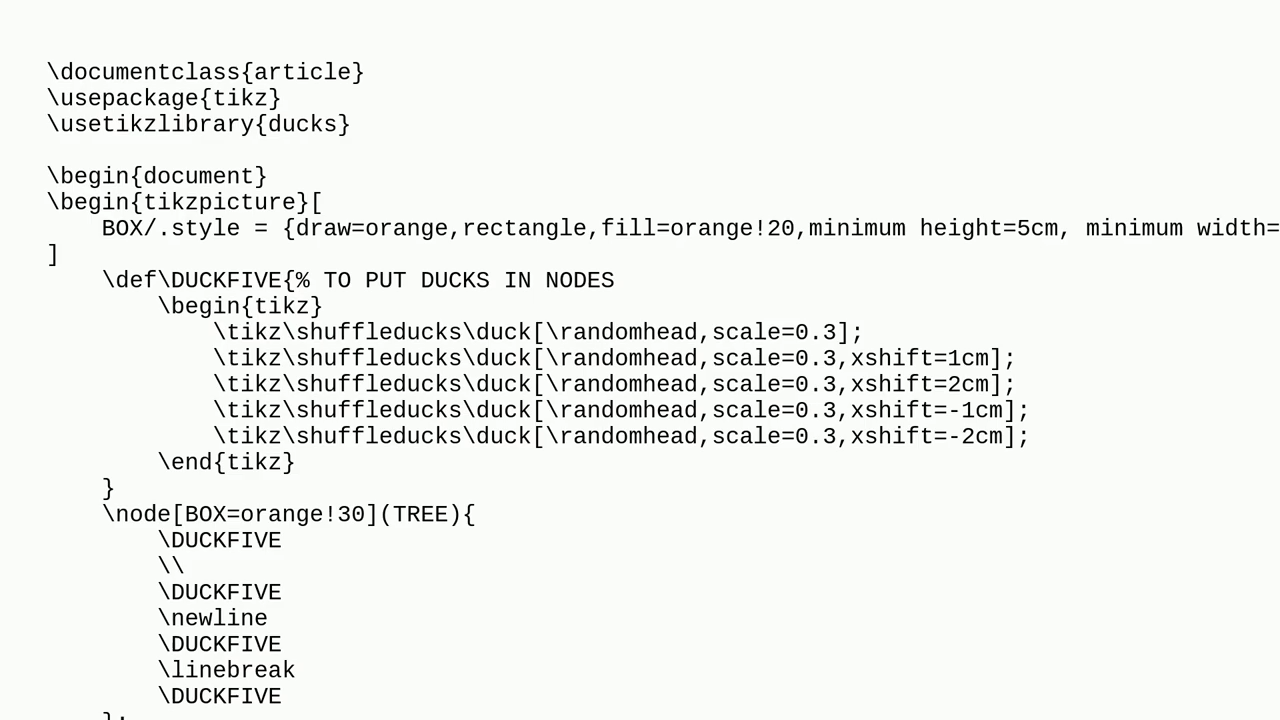 \documentclass{article}
\usepackage{tikz}
\usetikzlibrary{ducks}
\begin{document}
\begin{tikzpicture}[
BOX/.style = {draw=orange,rectangle,fill=orange!20,minimum height=5cm, minimum width=
]
\def\DUCKFIVE{% TO PUT DUCKS IN NODES
\begin{tikz}
\tikz\shuffleducks\duck[\randomhead,scale=0.3];
\tikz\shuffleducks\duck[\randomhead,scale=0.3,xshift=1cm];
\tikz\shuffleducks\duck[\randomhead,scale=0.3,xshift=2cm];
\tikz\shuffleducks\duck[\randomhead,scale=0.3,xshift=-1cm];
\tikz\shuffleducks\duck[\randomhead,scale=0.3,xshift=-2cm];
\end{tikz}
}
\node[BOX=orange!30](TREE){
\DUCKFIVE
\\
\DUCKFIVE
\newline
\DUCKFIVE
\linebreak
\DUCKFIVE
};